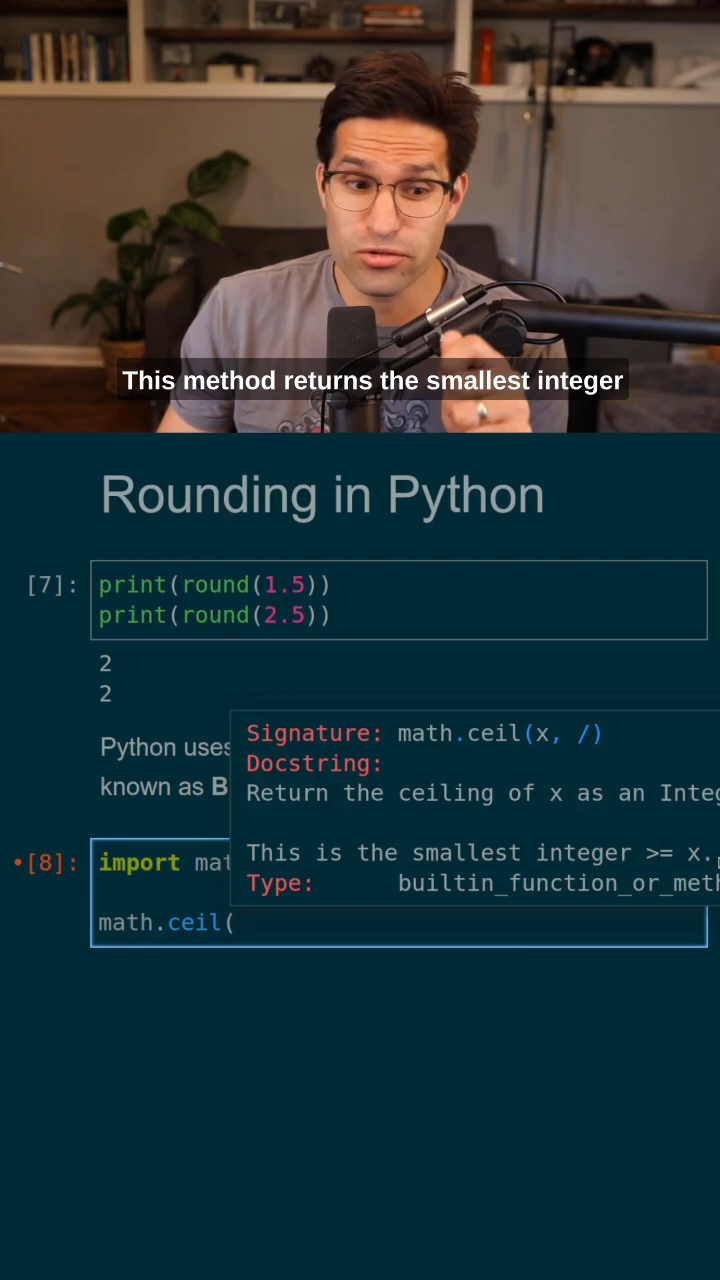 This method returns the smallest integer
Rounding in Python
[7]:
print(round(1.5))
print(round(2.5))
2
2
Python uses
known as B
Signature: math.ceil(x, /)
Docstring:
Return the ceiling of x as an Integ
This is the smallest integer >= x.
Type: builtin_function_or_meth
•[8]:
import mat
math.ceil(